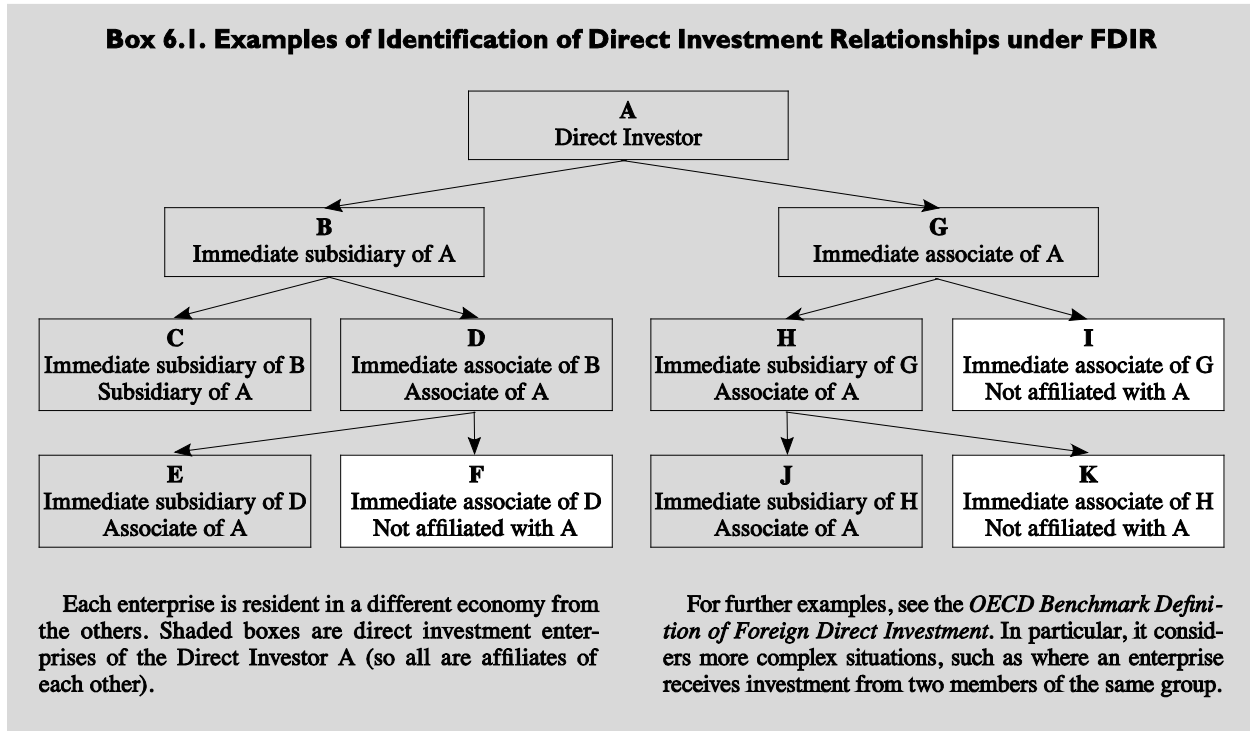 Box 6.1. Examples of Identification of Direct Investment Relationships under FDIR
A
Direct Investor
B
Immediate subsidiary of A
G
Immediate associate of A
C
Immediate subsidiary of B
Subsidiary of A
D
Immediate associate of B
Associate of A
H
Immediate subsidiary of G
Associate of A
I
Immediate associate of G
Not affiliated with A
E
Immediate subsidiary of D
Associate of A
F
Immediate associate of D
Not affiliated with A
J
Immediate subsidiary of H
Associate of A
K
Immediate associate of H
Not affiliated with A
Each enterprise is resident in a different economy from
the others. Shaded boxes are direct investment enter-
prises of the Direct Investor A (so all are affiliates of
each other).
For further examples, see the OECD Benchmark Defini-
tion of Foreign Direct Investment. In particular, it consid-
ers more complex situations, such as where an enterprise
receives investment from two members of the same group.